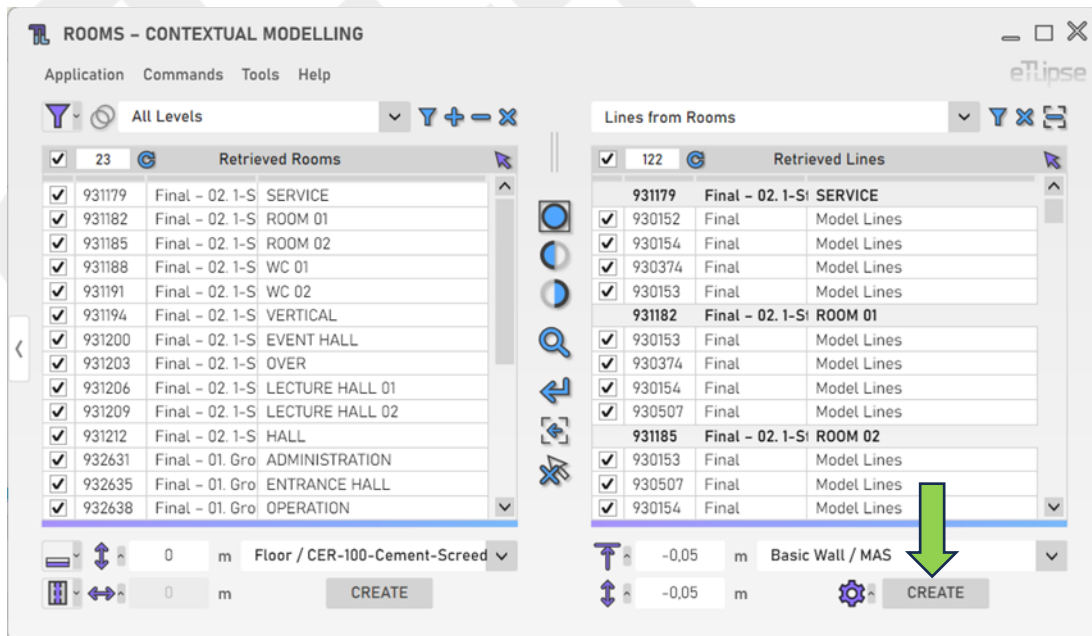 ROOMS – CONTEXTUAL MODELLING
Application Commands Tools Help
eTLipse
All Levels
Lines from Rooms
23 Retrieved Rooms
122 Retrieved Lines
931179 Final – 02. 1-S SERVICE
931182 Final – 02. 1-S ROOM 01
931185 Final – 02. 1-S ROOM 02
931188 Final – 02. 1-S WC 01
931191 Final – 02. 1-S WC 02
931194 Final – 02. 1-S VERTICAL
931200 Final – 02. 1-S EVENT HALL
931203 Final – 02. 1-S OVER
931206 Final – 02. 1-S LECTURE HALL 01
931209 Final – 02. 1-S LECTURE HALL 02
931212 Final – 02. 1-S HALL
932631 Final – 01. Gro ADMINISTRATION
932635 Final – 01. Gro ENTRANCE HALL
932638 Final – 01. Gro OPERATION
931179 Final – 02. 1-St SERVICE
930152 Final Model Lines
930154 Final Model Lines
930374 Final Model Lines
930153 Final Model Lines
931182 Final – 02. 1-St ROOM 01
930153 Final Model Lines
930374 Final Model Lines
930154 Final Model Lines
930507 Final Model Lines
931185 Final – 02. 1-St ROOM 02
930153 Final Model Lines
930507 Final Model Lines
930154 Final Model Lines
0 m Floor / CER-100-Cement-Screed
0 m CREATE
-0,05 m Basic Wall / MAS
-0,05 m CREATE